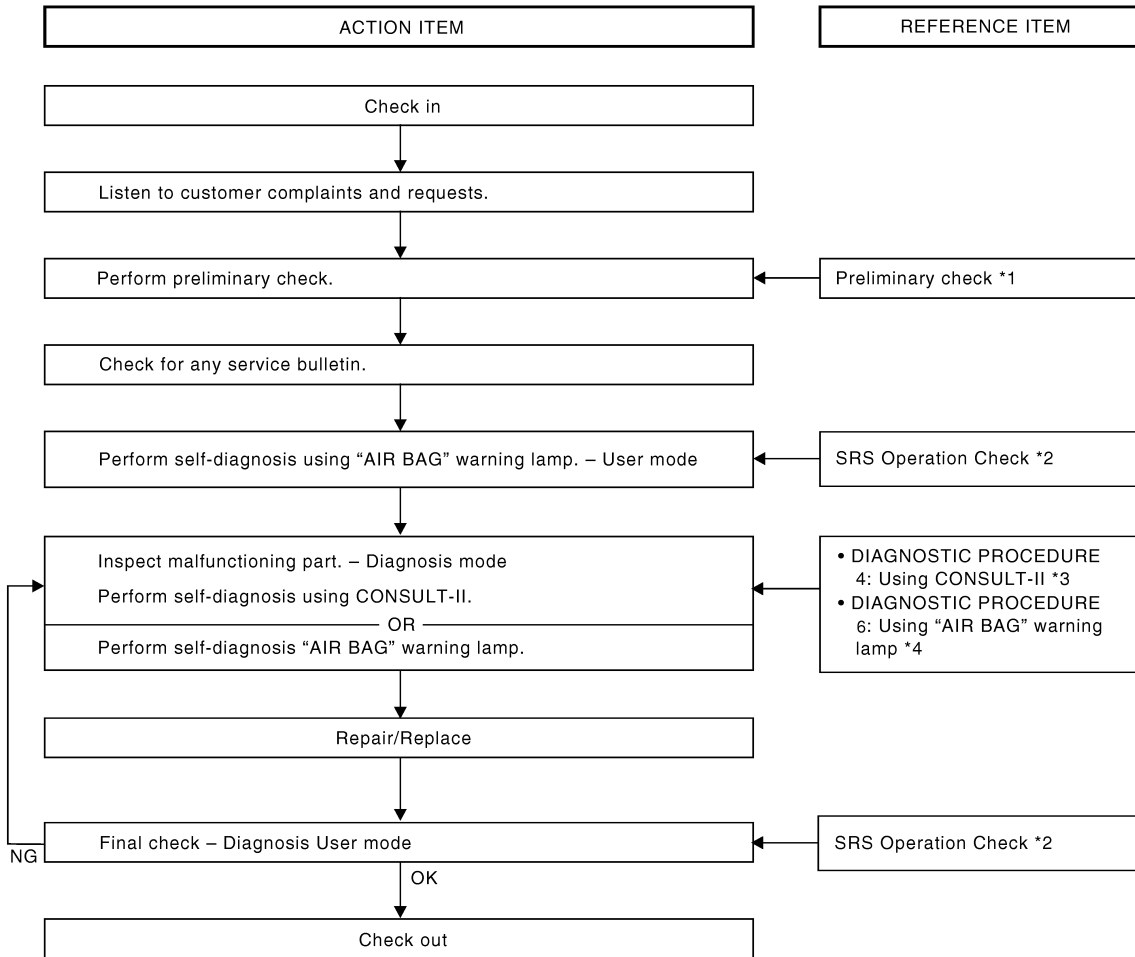 ACTION ITEM
REFERENCE ITEM
Check in
Listen to customer complaints and requests.
Perform preliminary check.
Preliminary check *1
Check for any service bulletin.
Perform self-diagnosis using “AIR BAG” warning lamp. – User mode
SRS Operation Check *2
Inspect malfunctioning part. – Diagnosis mode
Perform self-diagnosis using CONSULT-II.
OR
Perform self-diagnosis “AIR BAG” warning lamp.
• DIAGNOSTIC PROCEDURE
4: Using CONSULT-II *3
• DIAGNOSTIC PROCEDURE
6: Using “AIR BAG” warning
lamp *4
Repair/Replace
Final check – Diagnosis User mode
SRS Operation Check *2
NG
OK
Check out